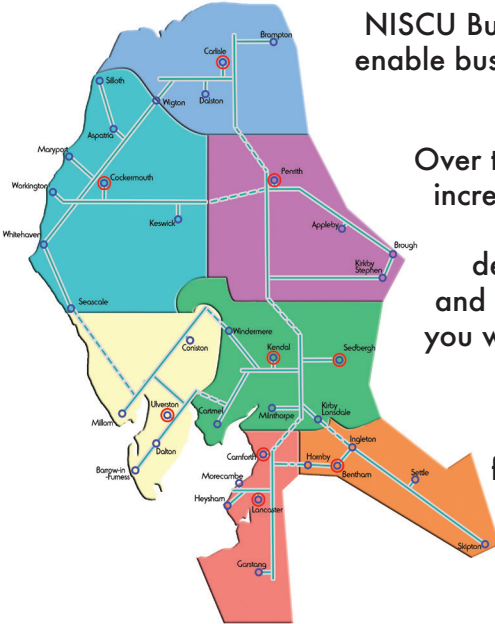 NISCU Bu
enable bus
Over t
incre
de
and
you w
f
Brampton
Carlisle
Silloth
Wigton
Dalston
Aspatria
Maryport
Penrith
Cockermouth
Workington
Appleby
Keswick
Whitehaven
Brough
Kirkby
Stephen
Seascale
Windermere
Coniston
Kendal
Sedbergh
Ulverston
Cartmel
Milnthorpe
Kirby
Lonsdale
Millom
Dalton
Ingleton
Carnforth
Hornby
Barrow-in
-Furness
Morecambe
Bentham
Settle
Heysham
Lancaster
Skipton
Garstang